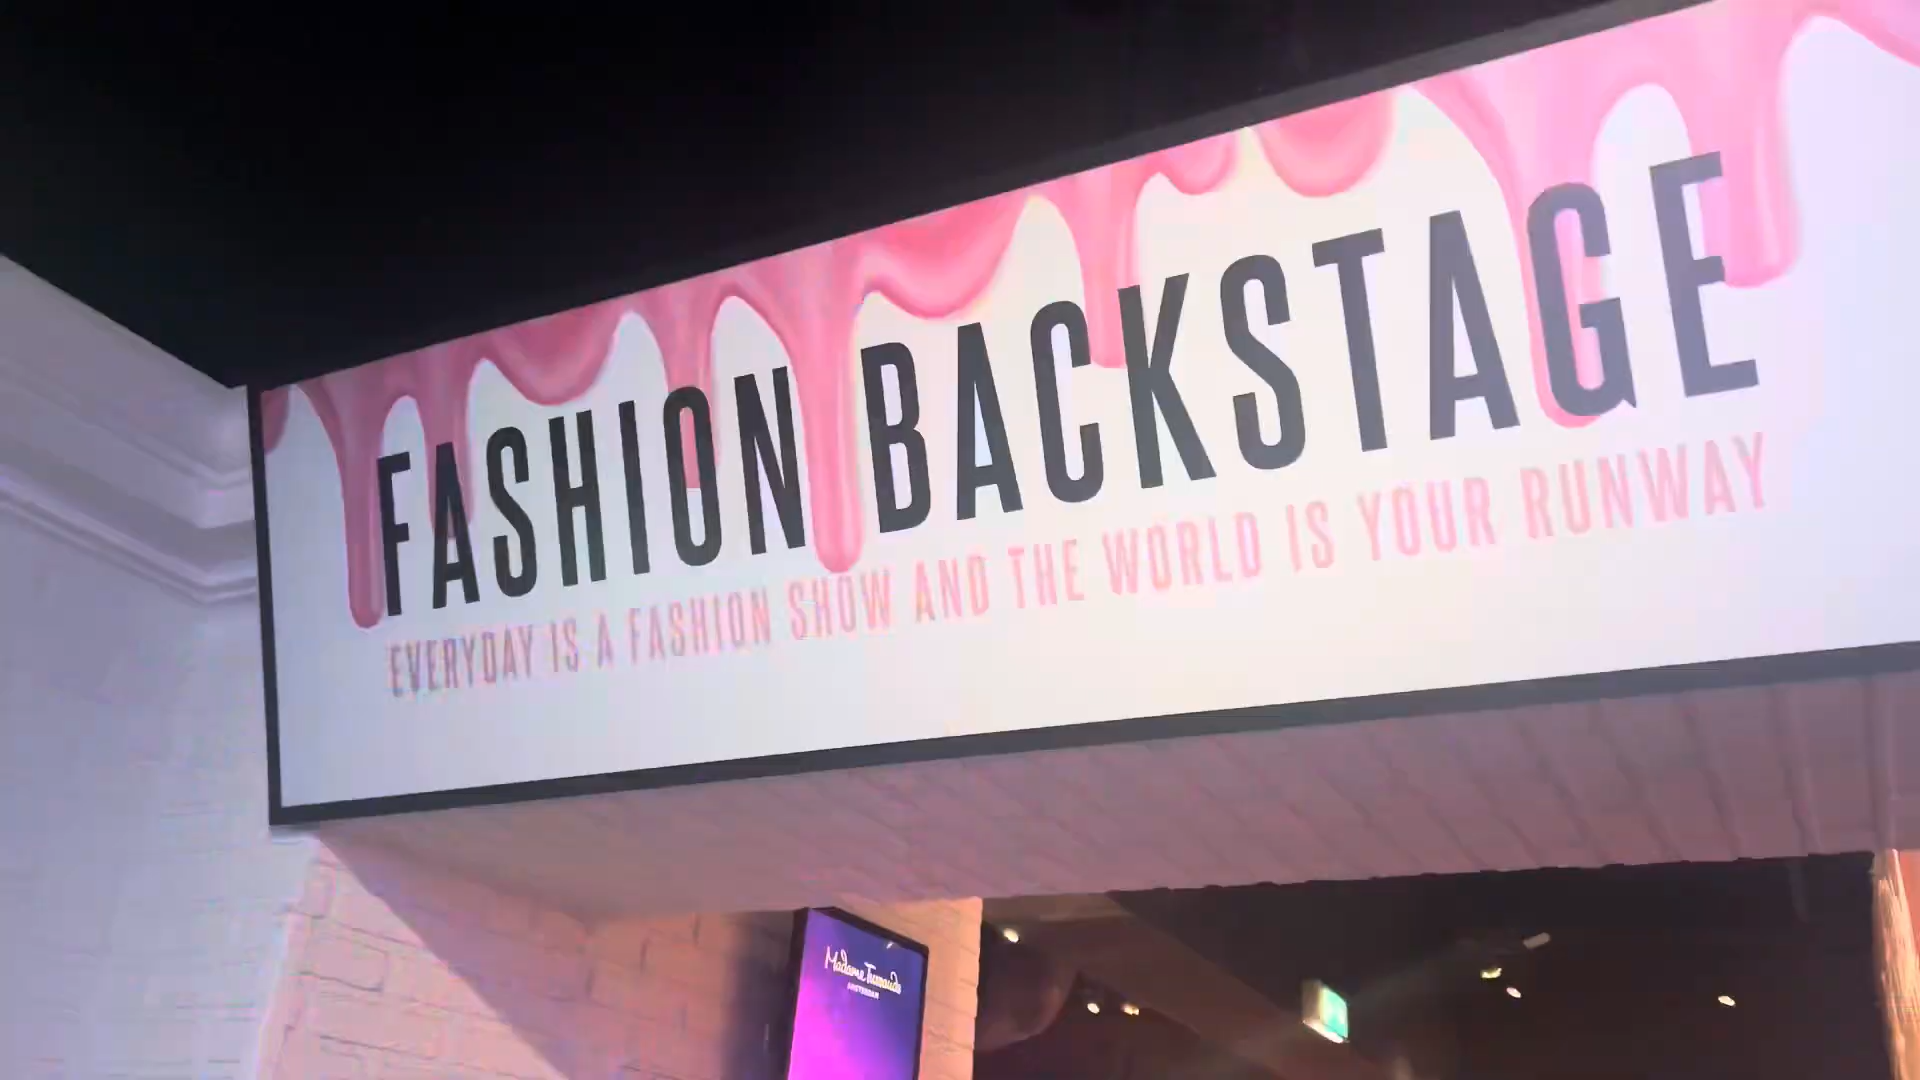 FASHION BACKSTAGE
EVERYDAY IS A FASHION SHOW AND THE WORLD IS YOUR RUNWAY
Madame Tussauds
AMSTERDAM